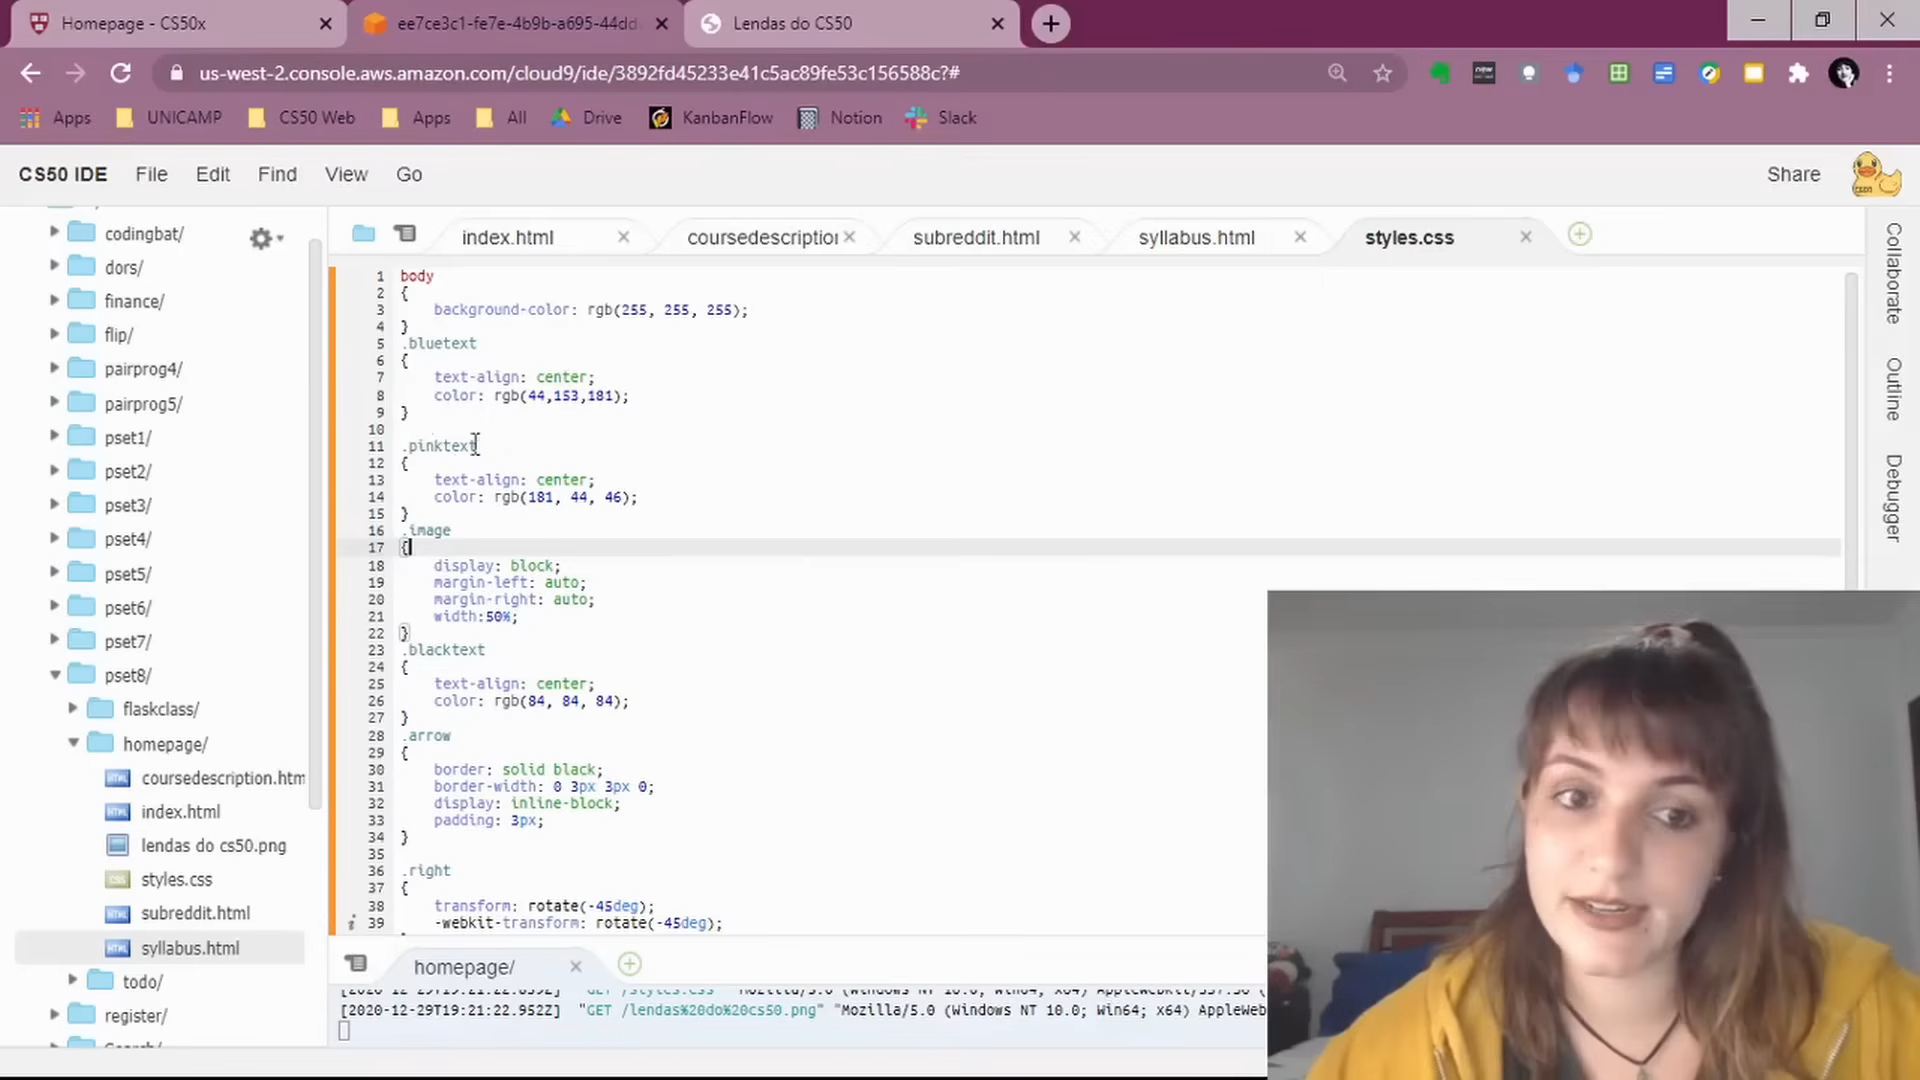 Homepage - CS50x
ee7ce3c1-fe7e-4b9b-a695-44dd
Lendas do CS50
us-west-2.console.aws.amazon.com/cloud9/ide/3892fd45233e41c5ac89fe53c156588c?#
Apps UNICAMP CS50 Web Apps All Drive KanbanFlow Notion Slack
CS50 IDE File Edit Find View Go Share
index.html coursedescription subreddit.html syllabus.html styles.css
codingbat/
dors/
finance/
flip/
pairprog4/
pairprog5/
pset1/
pset2/
pset3/
pset4/
pset5/
pset6/
pset7/
pset8/
flaskclass/
homepage/
coursedescription.htm
index.html
lendas do cs50.png
styles.css
subreddit.html
syllabus.html
todo/
register/
1 body
2 {
3 background-color: rgb(255, 255, 255);
4 }
5 .bluetext
6 {
7 text-align: center;
8 color: rgb(44,153,181);
9 }
10
11 .pinktext
12 {
13 text-align: center;
14 color: rgb(181, 44, 46);
15 }
16 .image
17 {
18 display: block;
19 margin-left: auto;
20 margin-right: auto;
21 width:50%;
22 }
23 .blacktext
24 {
25 text-align: center;
26 color: rgb(84, 84, 84);
27 }
28 .arrow
29 {
30 border: solid black;
31 border-width: 0 3px 3px 0;
32 display: inline-block;
33 padding: 3px;
34 }
35
36 .right
37 {
38 transform: rotate(-45deg);
i 39 -webkit-transform: rotate(-45deg);
Collaborate
Outline
Debugger
homepage/
[2020-12-29T19:21:22.952Z] "GET /lendas%20do%20cs50.png" "Mozilla/5.0 (Windows NT 10.0; Win64; x64) AppleWeb